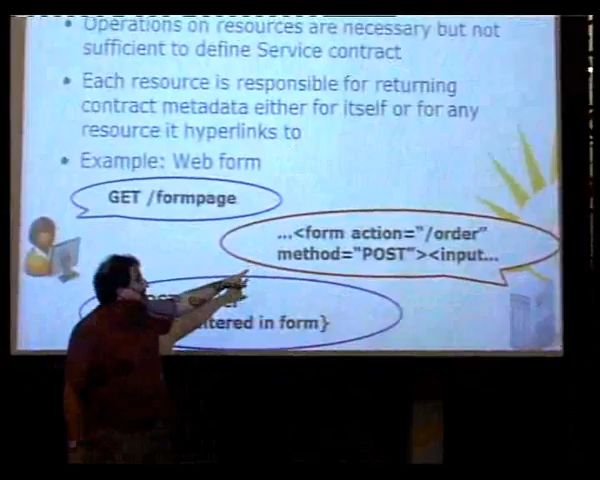 Operations on resources are necessary but not
sufficient to define Service contract
Each resource is responsible for returning
contract metadata either for itself or for any
resource it hyperlinks to
Example: Web form
GET /formpage
...<form action="/order"
method="POST"><input...
tered in form}